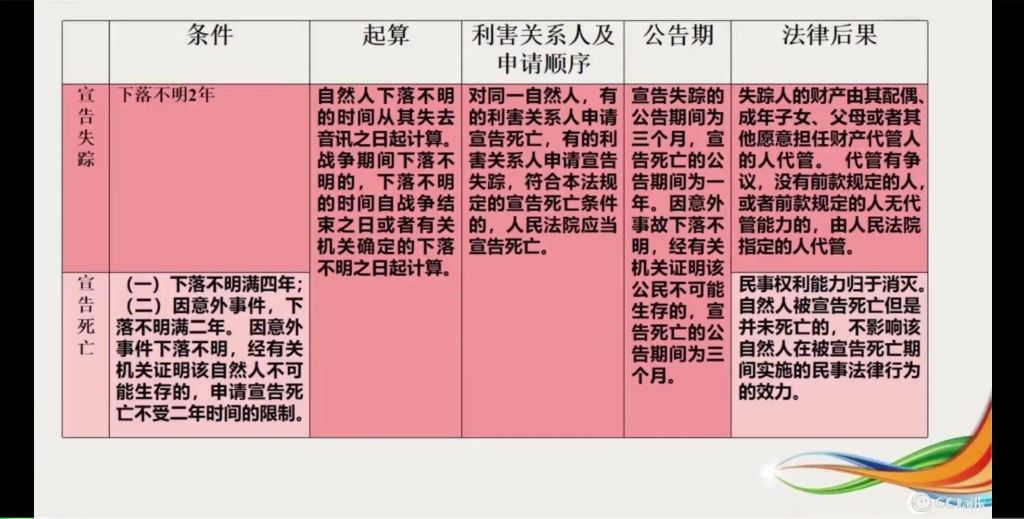 条件
起算
利害关系人及
申请顺序
公告期
法律后果
宣
告
失
踪
下落不明2年
自然人下落不明
的时间从其失去
音讯之日起计算。
战争期间下落不
明的，下落不明
的时间自战争结
束之日或者有关
机关确定的下落
不明之日起计算。
对同一自然人，有
的利害关系人申请
宣告死亡，有的利
害关系人申请宣告
失踪，符合本法规
定的宣告死亡条件
的，人民法院应当
宣告死亡。
宣告失踪的
公告期间为
三个月，宣
告死亡的公
告期间为一
年。因意外
事故下落不
明，经有关
机关证明该
公民不可能
生存的，宣
告死亡的公
告期间为三
个月。
失踪人的财产由其配偶、
成年子女、父母或者其
他愿意担任财产代管人
的人代管。 代管有争
议，没有前款规定的人，
或者前款规定的人无代
管能力的，由人民法院
指定的人代管。
宣
告
死
亡
（一）下落不明满四年；
（二）因意外事件，下
落不明满二年。 因意外
事件下落不明，经有关
机关证明该自然人不可
能生存的，申请宣告死
亡不受二年时间的限制。
民事权利能力归于消灭。
自然人被宣告死亡但是
并未死亡的，不影响该
自然人在被宣告死亡期
间实施的民事法律行为
的效力。
CCtalk